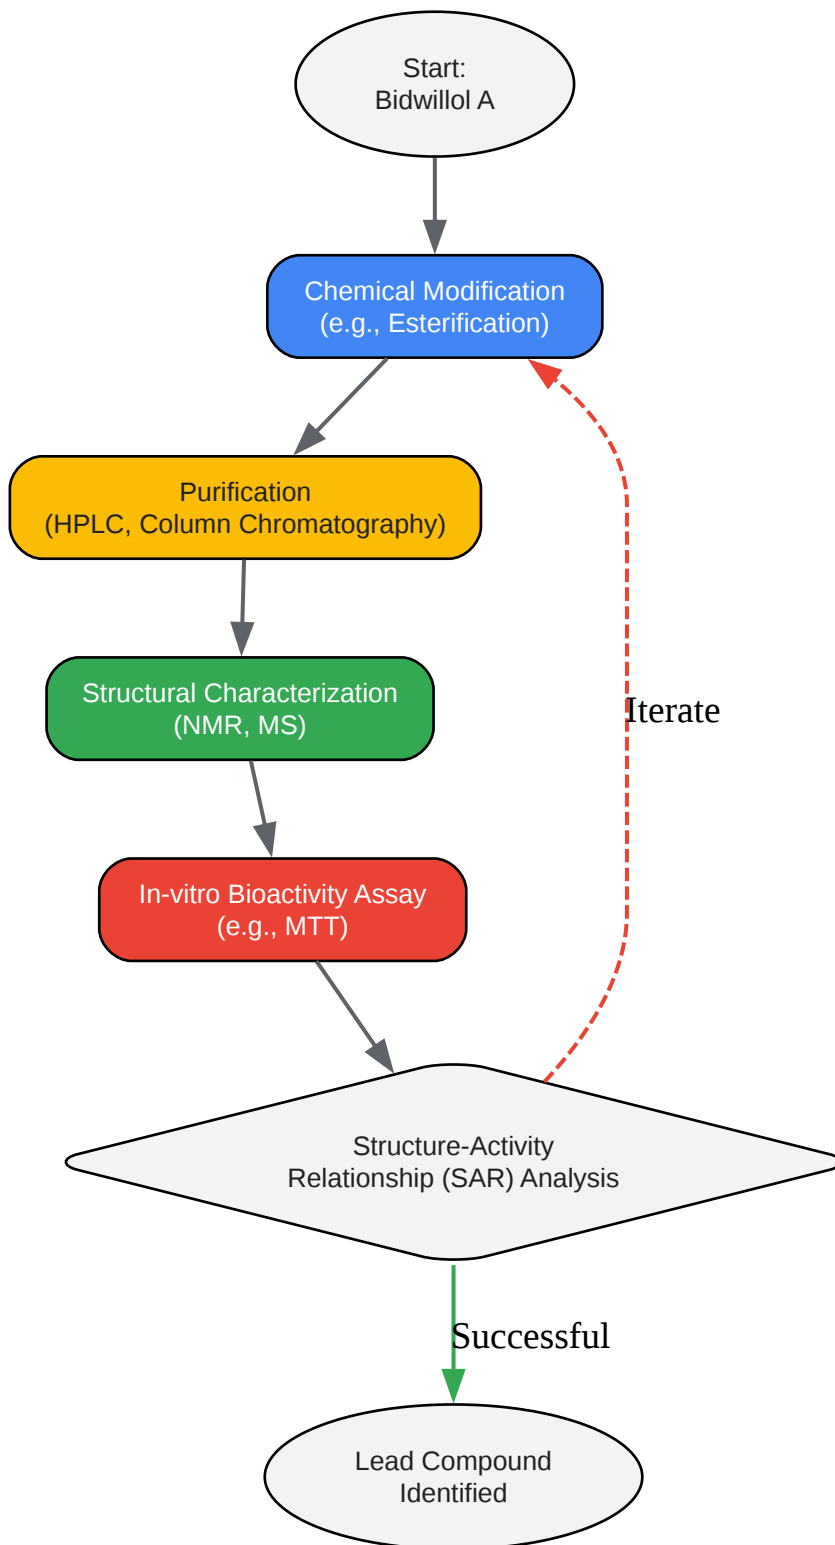 Start:
Bidwillol A
Chemical Modification
(e.g., Esterification)
Purification
(HPLC, Column Chromatography)
Structural Characterization
(NMR, MS)
Iterate
In-vitro Bioactivity Assay
(e.g., MTT)
Structure-Activity
Relationship (SAR) Analysis
Successful
Lead Compound
Identified